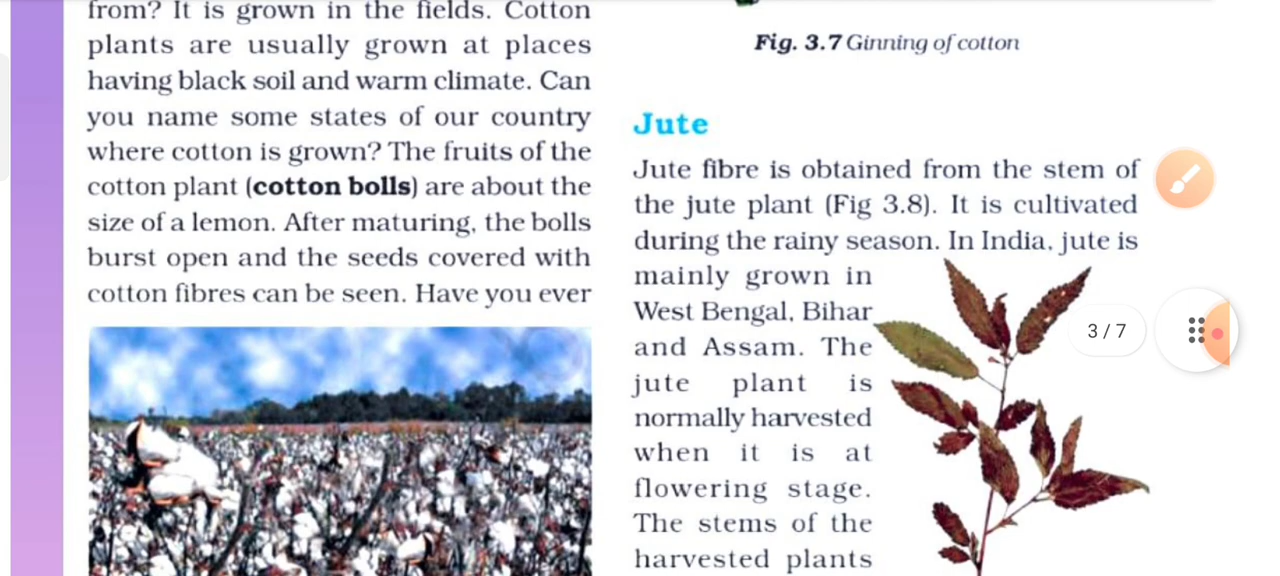 from? It is grown in the fields. Cotton
plants are usually grown at places
having black soil and warm climate. Can
you name some states of our country
where cotton is grown? The fruits of the
cotton plant (cotton bolls) are about the
size of a lemon. After maturing, the bolls
burst open and the seeds covered with
cotton fibres can be seen. Have you ever
Fig. 3.7 Ginning of cotton
Jute
Jute fibre is obtained from the stem of
the jute plant (Fig 3.8). It is cultivated
during the rainy season. In India, jute is
mainly grown in
West Bengal, Bihar
and Assam. The
jute plant is
normally harvested
when it is at
flowering stage.
The stems of the
harvested plants
3 / 7